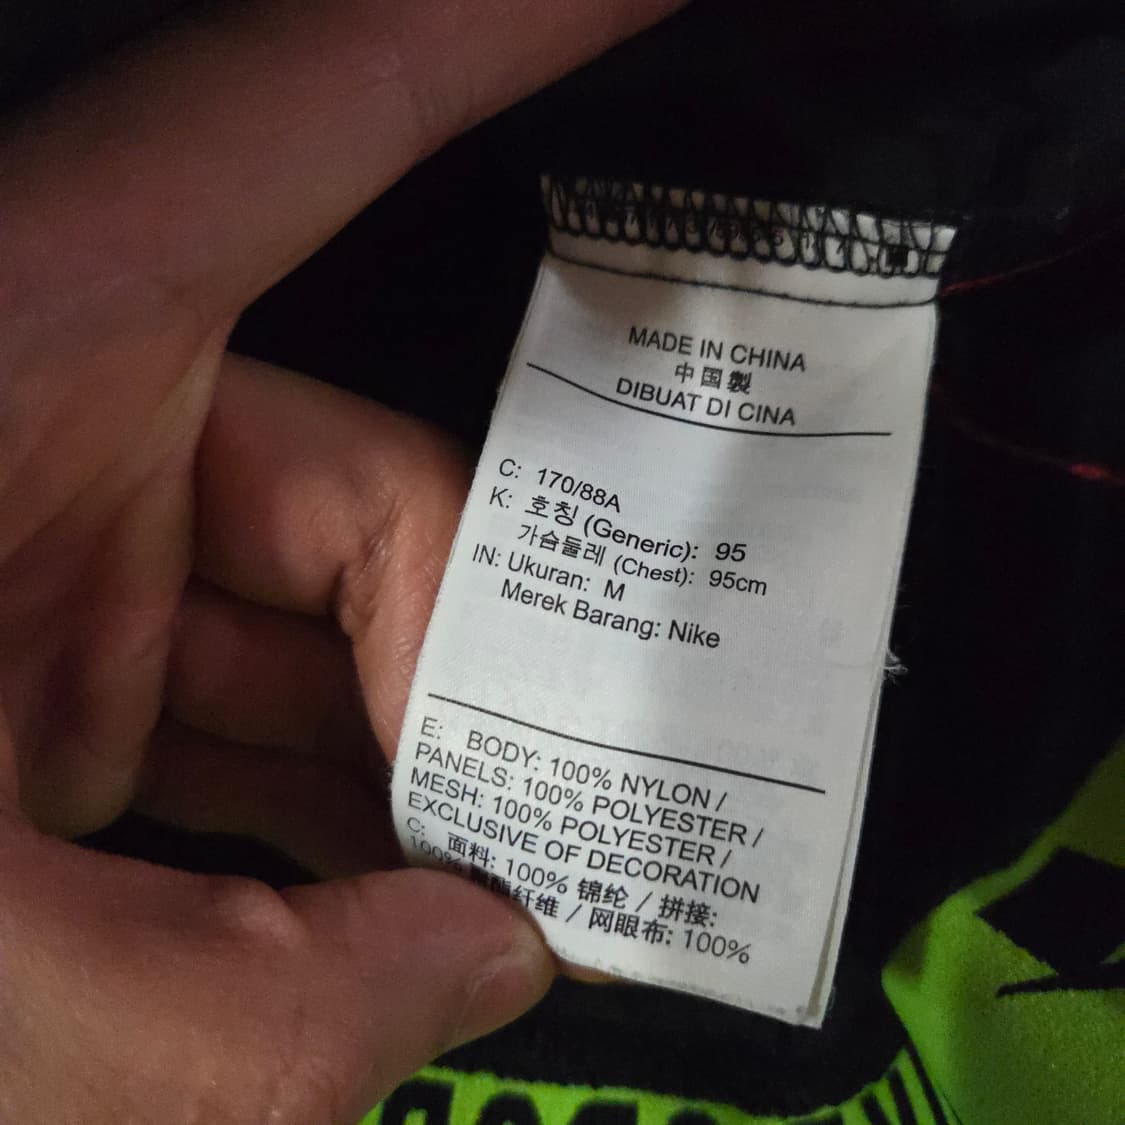 MADE IN CHINA
中国製
DIBUAT DI CINA
C: 170/88A
K: 호칭 (Generic): 95
가슴둘레 (Chest): 95cm
IN: Ukuran: M
Merek Barang: Nike
E: BODY: 100% NYLON /
PANELS: 100% POLYESTER /
MESH: 100% POLYESTER /
EXCLUSIVE OF DECORATION
C: 面料: 100% 锦纶 / 拼接:
100% 酯纤维 / 网眼布: 100%